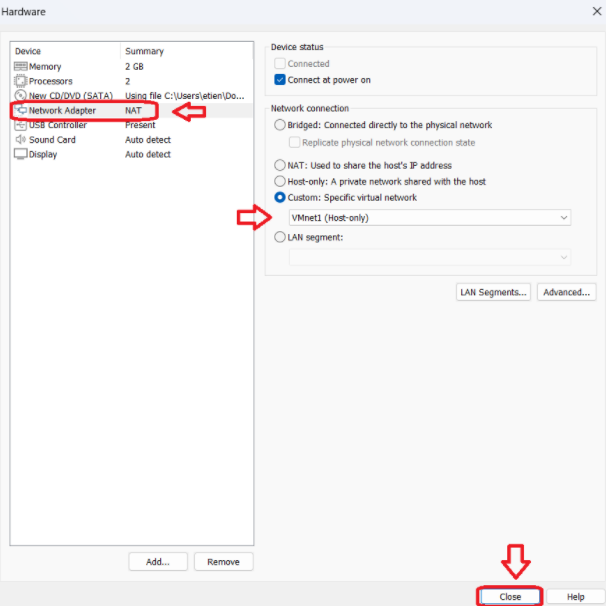 Hardware
Device Summary
Memory 2 GB
Processors 2
New CD/DVD (SATA) Using file C:\Users\etien\Do...
Network Adapter NAT
USB Controller Present
Sound Card Auto detect
Display Auto detect
Add... Remove
Device status
Connected
Connect at power on
Network connection
Bridged: Connected directly to the physical network
Replicate physical network connection state
NAT: Used to share the host's IP address
Host-only: A private network shared with the host
Custom: Specific virtual network
VMnet1 (Host-only)
LAN segment:
LAN Segments... Advanced...
Close Help